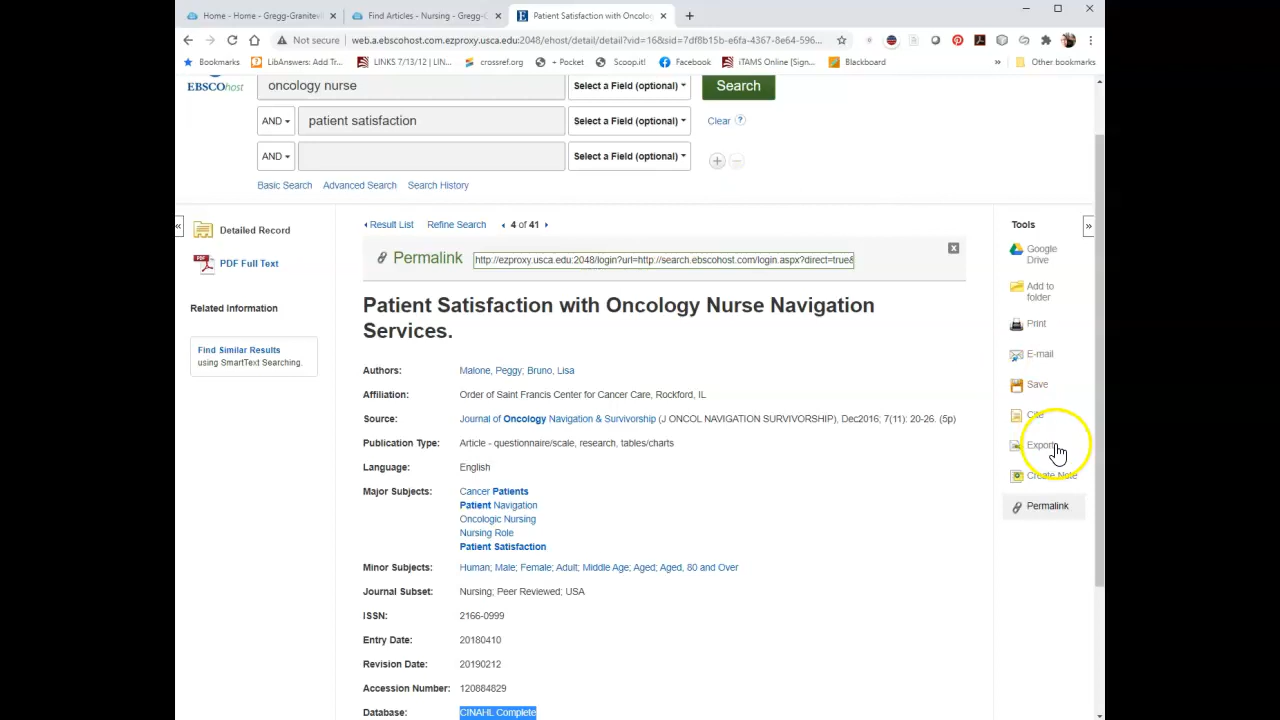 Home - Home - Gregg-Granitev
Find Articles - Nursing - Gregg-G
Patient Satisfaction with Oncolo
Not secure
web.a.ebscohost.com.ezproxy.usca.edu:2048/ehost/detail/detail?vid=16&sid=7df8b15b-e6fa-4367-8e64-596...
Bookmarks
LibAnswers: Add Tr...
LINKS 7/13/12 | LIN...
crossref.org
+ Pocket
Scoop.it!
Facebook
iTAMS Online [Sign...
Blackboard
»
Other bookmarks
EBSCOhost
oncology nurse
Select a Field (optional)
Search
AND
patient satisfaction
Select a Field (optional)
Clear ?
AND
Select a Field (optional)
Basic Search Advanced Search Search History
«
Detailed Record
PDF Full Text
Related Information
Find Similar Results
using SmartText Searching.
Result List Refine Search 4 of 41
Permalink http://ezproxy.usca.edu:2048/login?url=http://search.ebscohost.com/login.aspx?direct=true& x
Patient Satisfaction with Oncology Nurse Navigation
Services.
Authors: Malone, Peggy; Bruno, Lisa
Affiliation: Order of Saint Francis Center for Cancer Care, Rockford, IL
Source: Journal of Oncology Navigation & Survivorship (J ONCOL NAVIGATION SURVIVORSHIP), Dec2016; 7(11): 20-26. (5p)
Publication Type: Article - questionnaire/scale, research, tables/charts
Language: English
Major Subjects: Cancer Patients
Patient Navigation
Oncologic Nursing
Nursing Role
Patient Satisfaction
Minor Subjects: Human; Male; Female; Adult; Middle Age; Aged; Aged, 80 and Over
Journal Subset: Nursing; Peer Reviewed; USA
ISSN: 2166-0999
Entry Date: 20180410
Revision Date: 20190212
Accession Number: 120884829
Database: CINAHL Complete
Tools
»
Google
Drive
Add to
folder
Print
E-mail
Save
Cite
Export
Create Note
Permalink